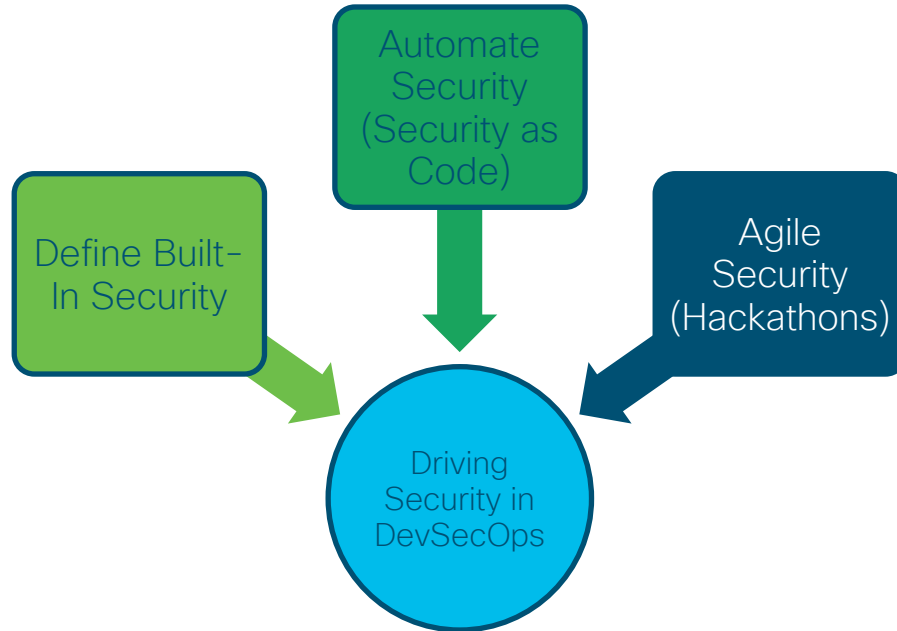 Automate
Security
(Security as
Code)
Define Built-
In Security
Agile
Security
(Hackathons)
Driving
Security in
DevSecOps